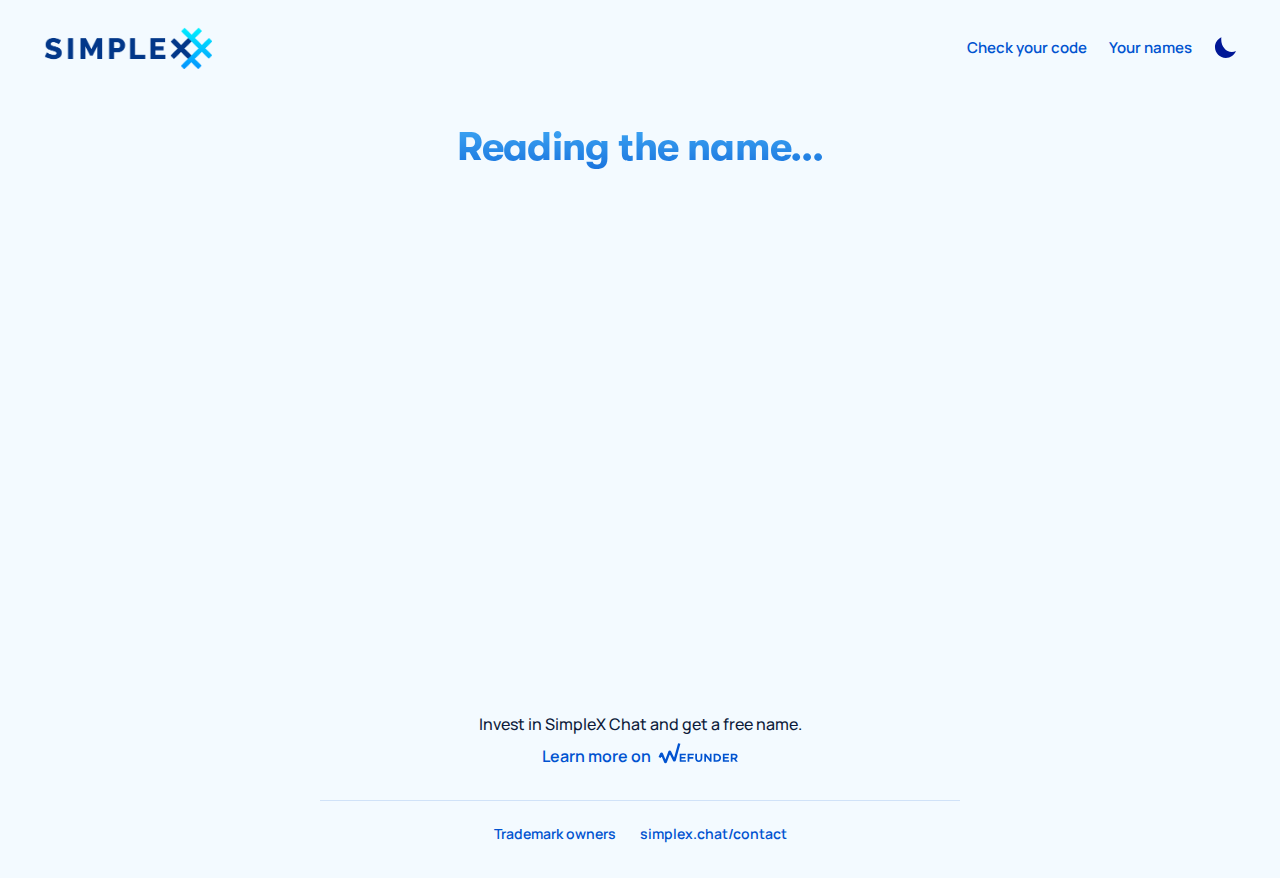 SIMPLEX
Check your code
Your names
Reading the name...
Invest in SimpleX Chat and get a free name.
Learn more on WEFUNDER
Trademark owners
simplex.chat/contact